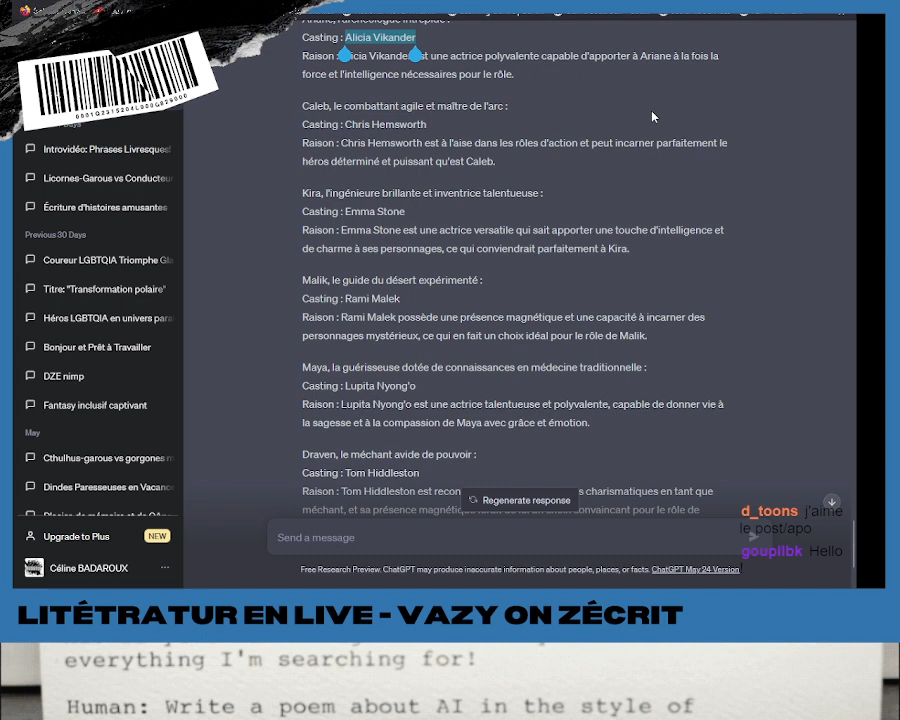 Ariane, l'archéologue intrépide :
Casting : Alicia Vikander
Raison : Alicia Vikander est une actrice polyvalente capable d'apporter à Ariane à la fois la
force et l'intelligence nécessaires pour le rôle.
Caleb, le combattant agile et maître de l'arc :
Casting : Chris Hemsworth
Raison : Chris Hemsworth est à l'aise dans les rôles d'action et peut incarner parfaitement le
héros déterminé et puissant qu'est Caleb.
Kira, l'ingénieure brillante et inventrice talentueuse :
Casting : Emma Stone
Raison : Emma Stone est une actrice versatile qui sait apporter une touche d'intelligence et
de charme à ses personnages, ce qui conviendrait parfaitement à Kira.
Malik, le guide du désert expérimenté :
Casting : Rami Malek
Raison : Rami Malek possède une présence magnétique et une capacité à incarner des
personnages mystérieux, ce qui en fait un choix idéal pour le rôle de Malik.
Maya, la guérisseuse dotée de connaissances en médecine traditionnelle :
Casting : Lupita Nyong'o
Raison : Lupita Nyong'o est une actrice talentueuse et polyvalente, capable de donner vie à
la sagesse et à la compassion de Maya avec grâce et émotion.
Draven, le méchant avide de pouvoir :
Casting : Tom Hiddleston
Raison : Tom Hiddleston est recon s charismatiques en tant que
méchant, et sa présence magnétique convaincant pour le rôle de
Regenerate response
Send a message
Free Research Preview. ChatGPT may produce inaccurate information about people, places, or facts. ChatGPT May 24 Version
Days
Introvidéo: Phrases Livresques!
Licornes-Garous vs Conducteur
Écriture d'histoires amusantes
Previous 30 Days
Coureur LGBTQIA Triomphe Gla
Titre: "Transformation polaire"
Héros LGBTQIA en univers para
Bonjour et Prêt à Travailler
DZE nimp
Fantasy inclusif captivant
May
Cthulhus-garous vs gorgones m
Dindes Paresseuses en Vacanc
Upgrade to Plus NEW
Céline BADAROUX
d_toons j'aime
le post/apo
goupilbk Hello
!
LITÉTRATUR EN LIVE - VAZY ON ZÉCRIT
everything I'm searching for!
Human: Write a poem about AI in the style of